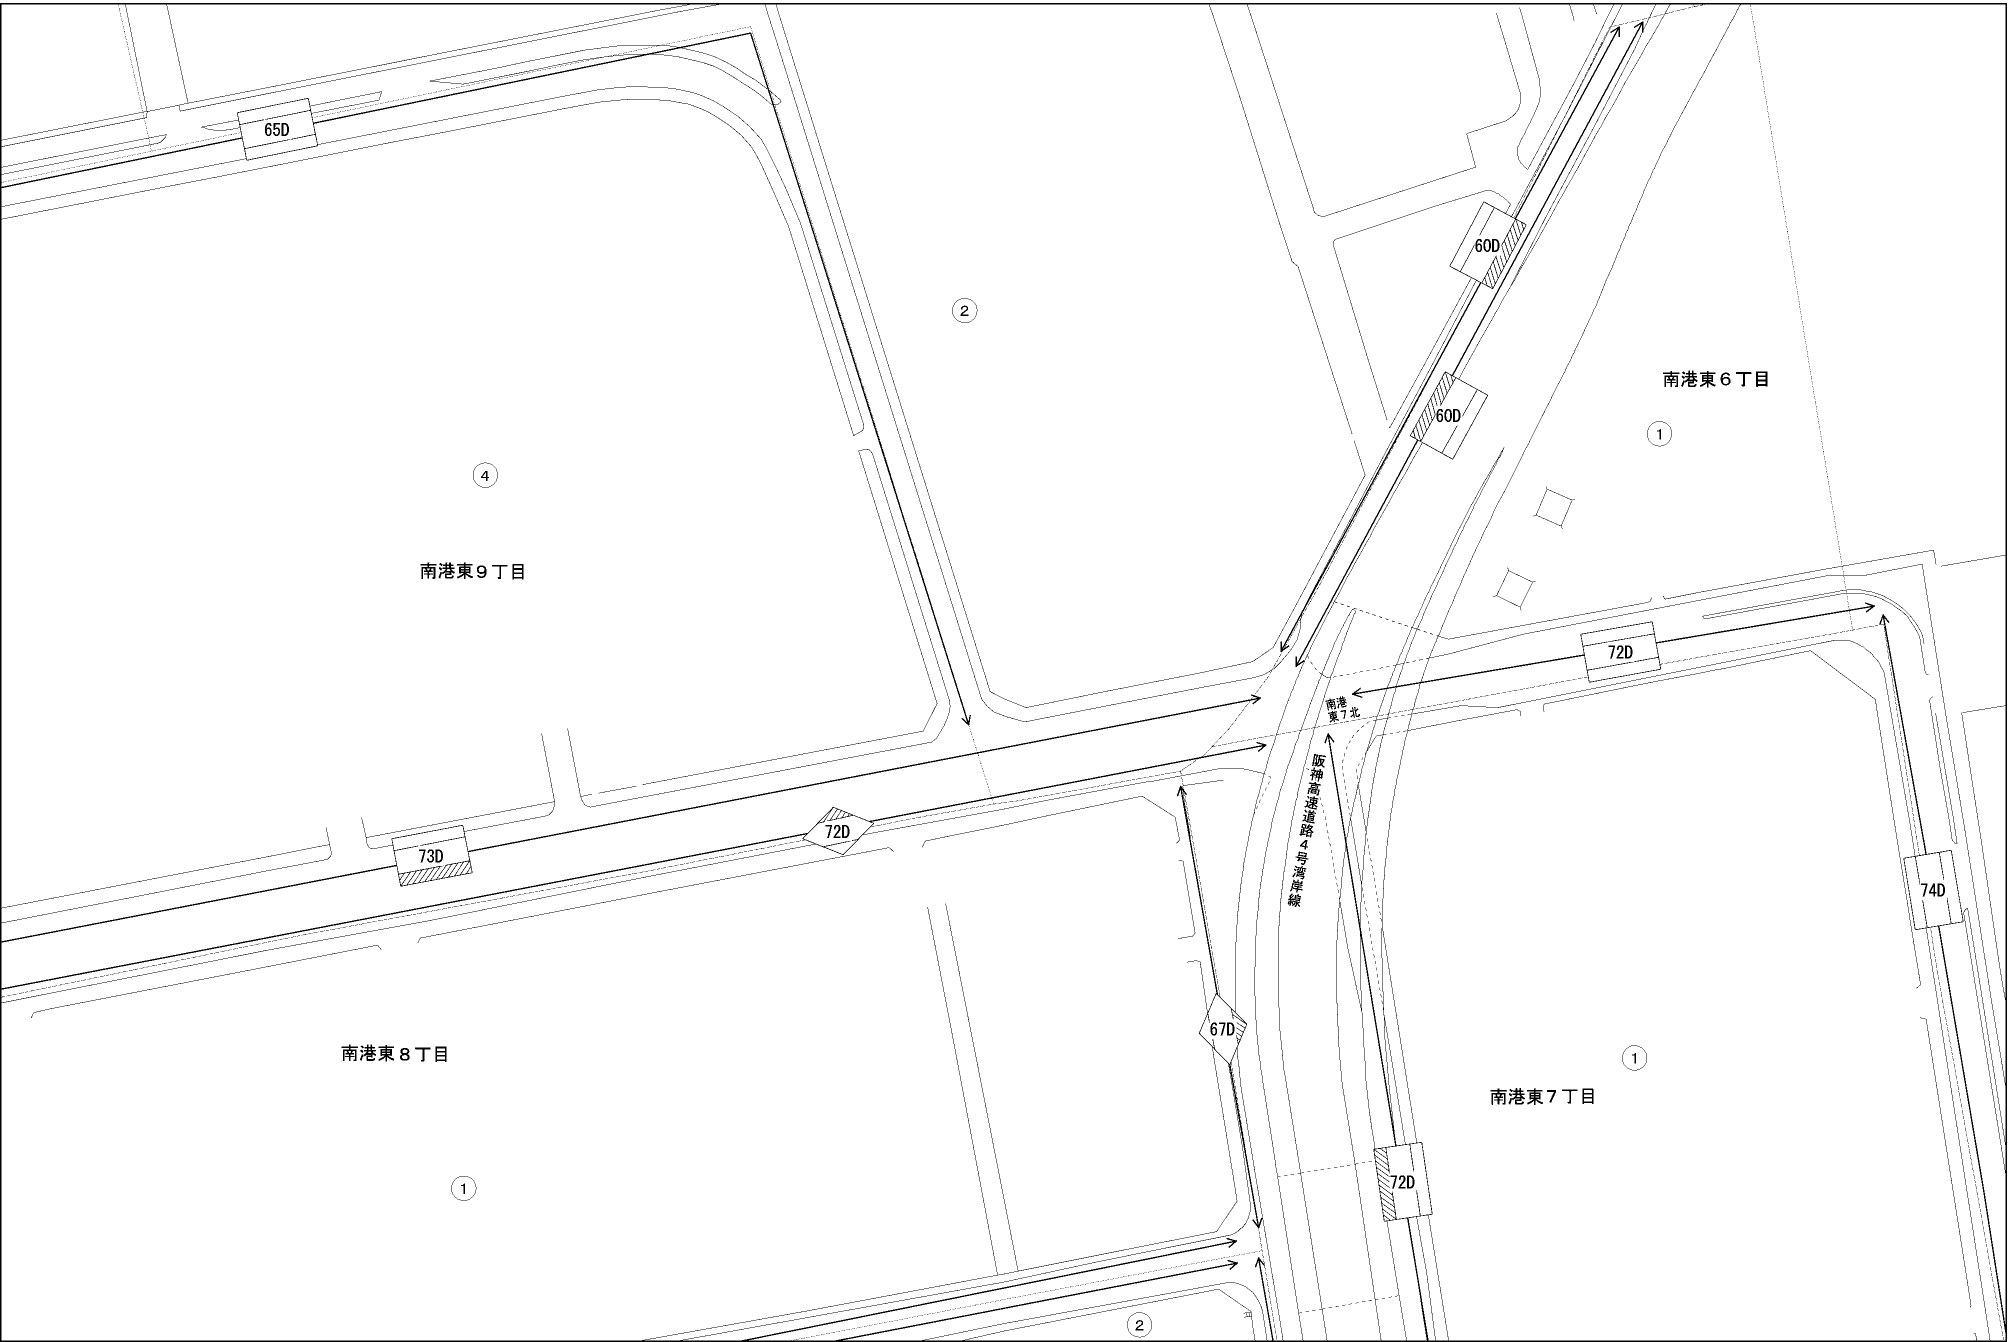 65D
60D
②
南港東６丁目
60D
①
④
南港東９丁目
72D
南港
東７北
阪神高速道路４号湾岸線
72D
73D
74D
67D
南港東８丁目
①
南港東７丁目
72D
①
②